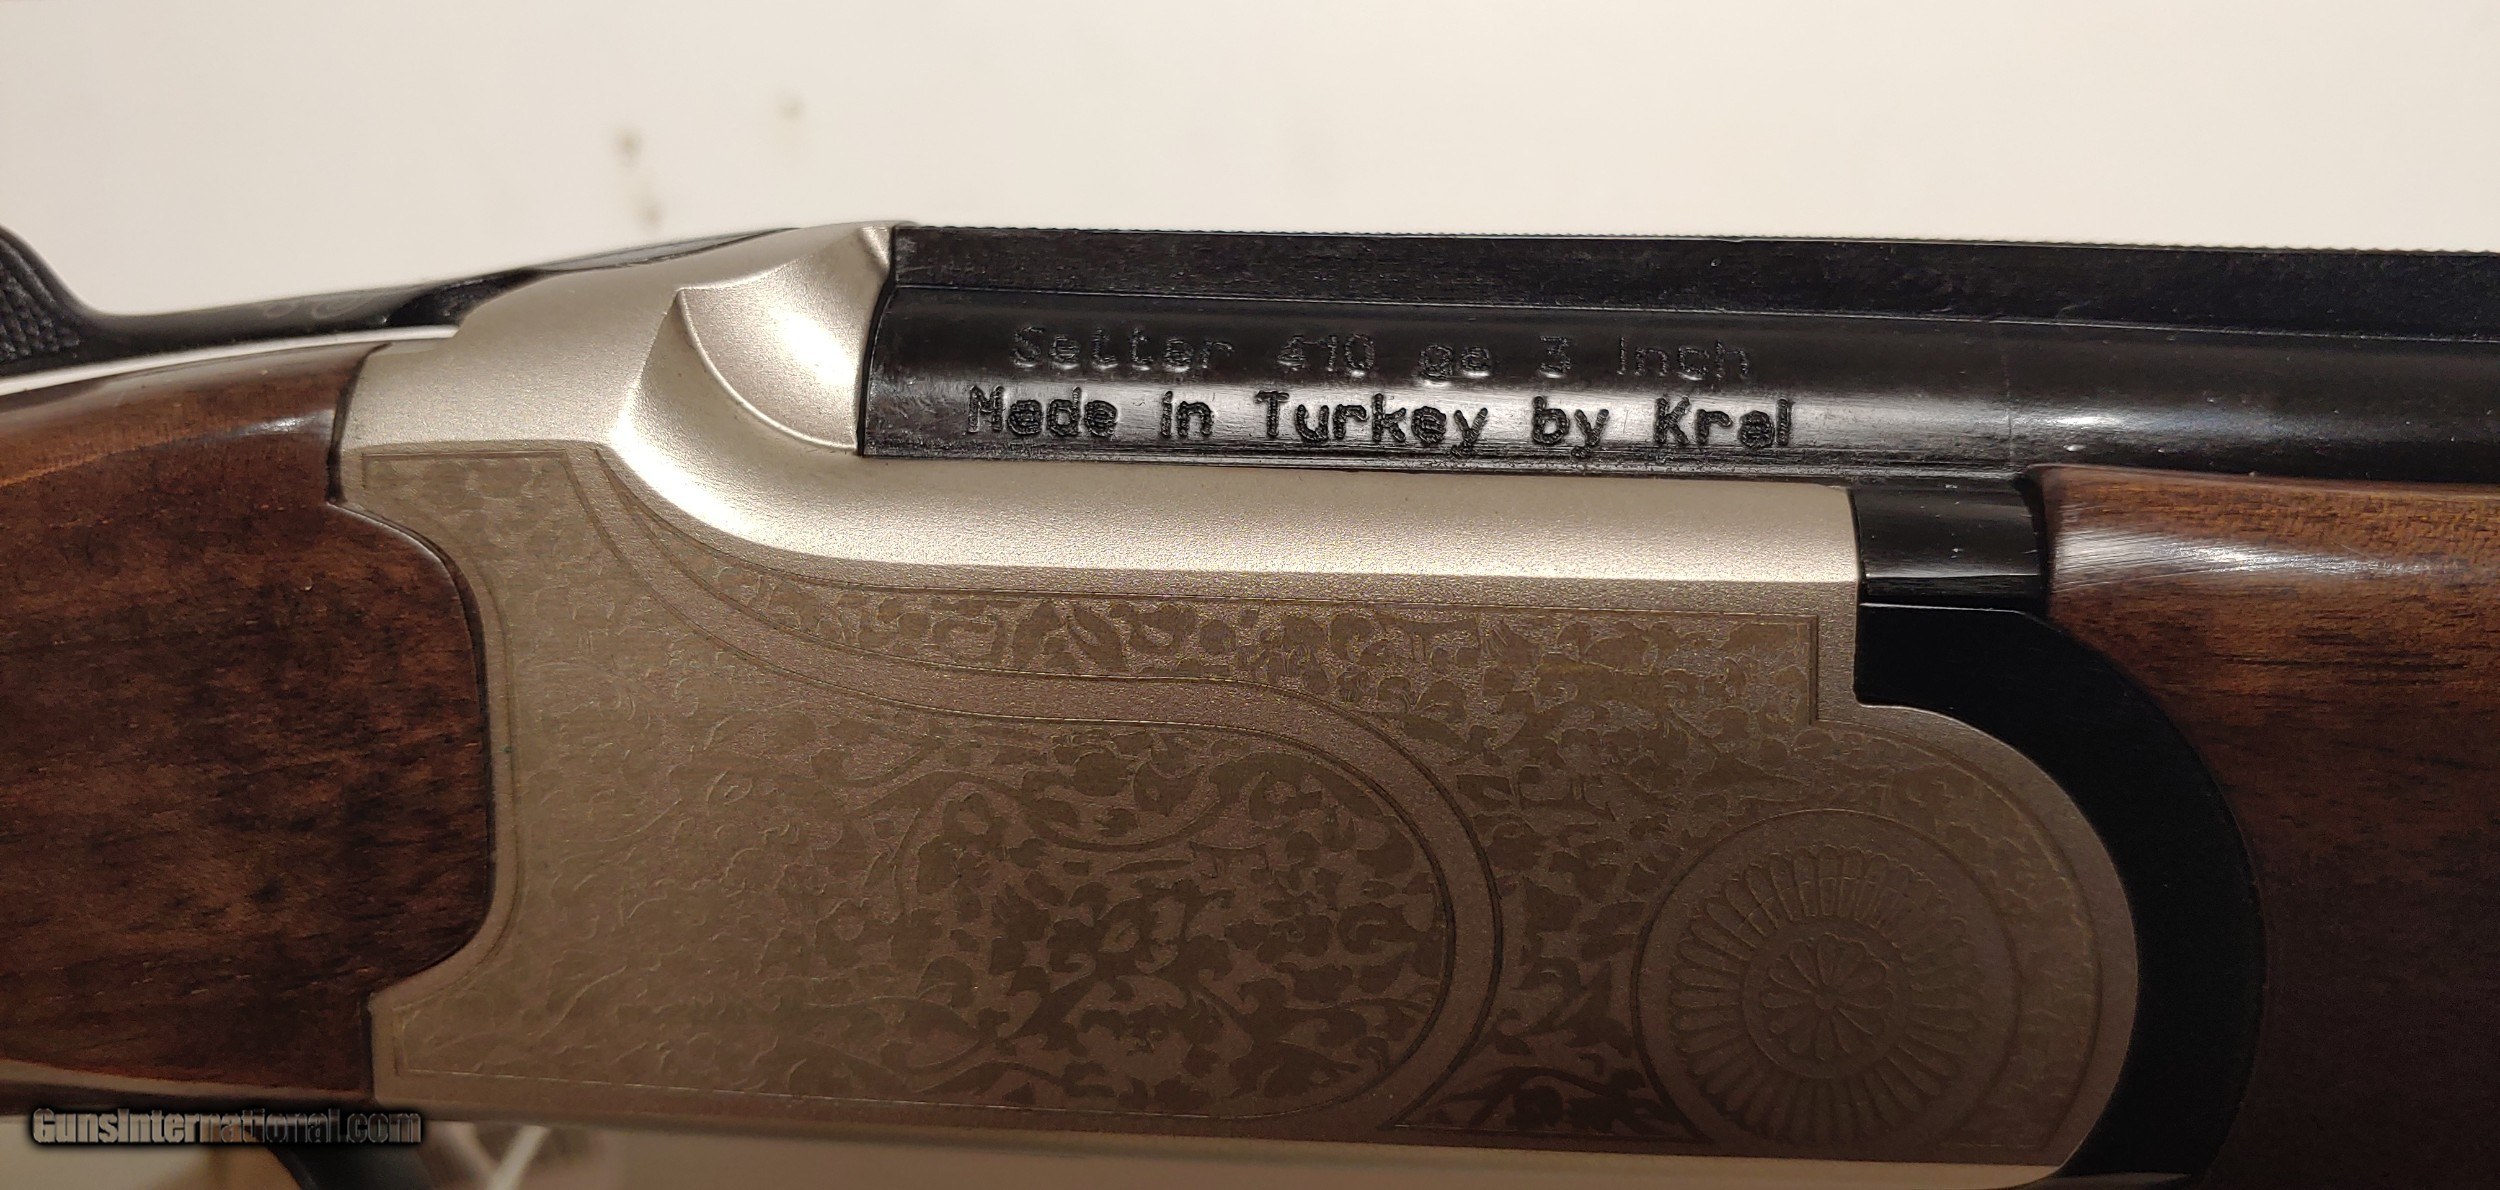 Setter 410 ga 3 Inch
Made in Turkey by Kral
GunsInternational.com